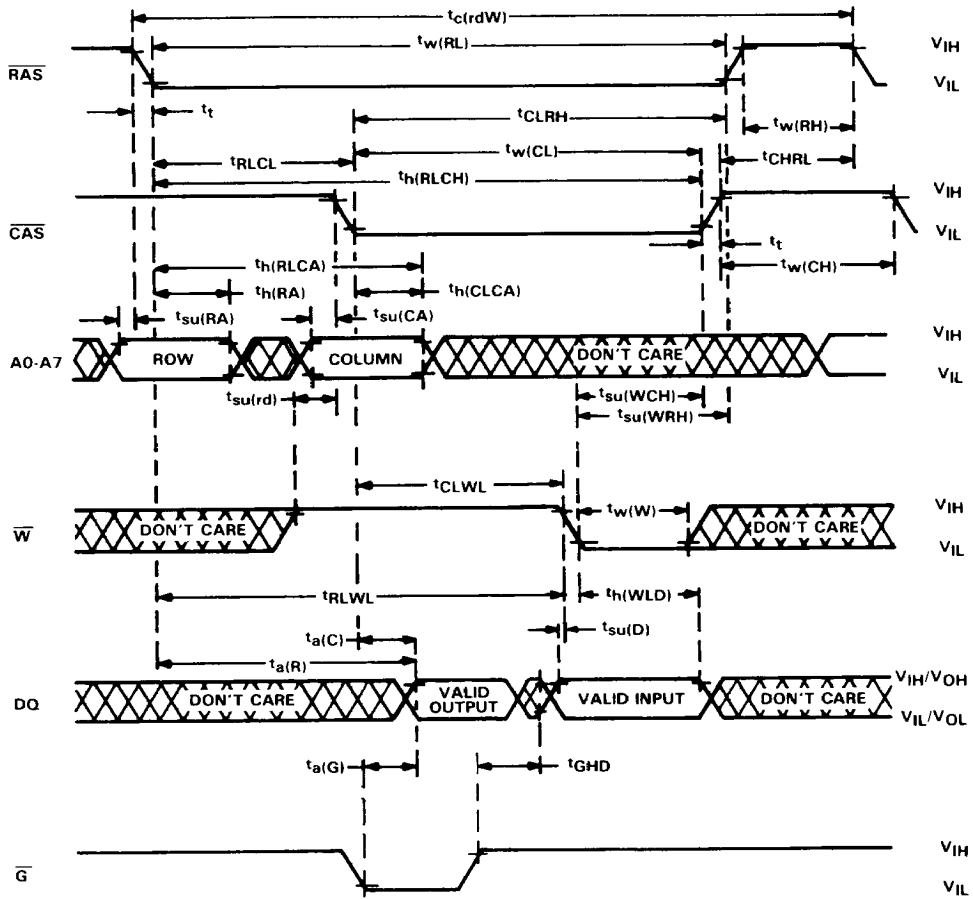 tc(rdW)
tw(RL)
VIH
RAS
VIL
tt
tCLRH
tw(RH)
tRLCL
tw(CL)
tCHRL
th(RLCH)
VIH
CAS
VIL
tt
th(RLCA)
tw(CH)
th(RA)
th(CLCA)
tsu(RA)
tsu(CA)
VIH
A0-A7
ROW
COLUMN
DON'T CARE
VIL
tsu(rd)
tsu(WCH)
tsu(WRH)
tCLWL
VIH
W
DON'T CARE
tw(W)
DON'T CARE
VIL
tRLWL
th(WLD)
ta(C)
tsu(D)
ta(R)
VIH/VOH
DQ
DON'T CARE
VALID
OUTPUT
VALID INPUT
DON'T CARE
VIL/VOL
ta(G)
tGHD
VIH
G
VIL